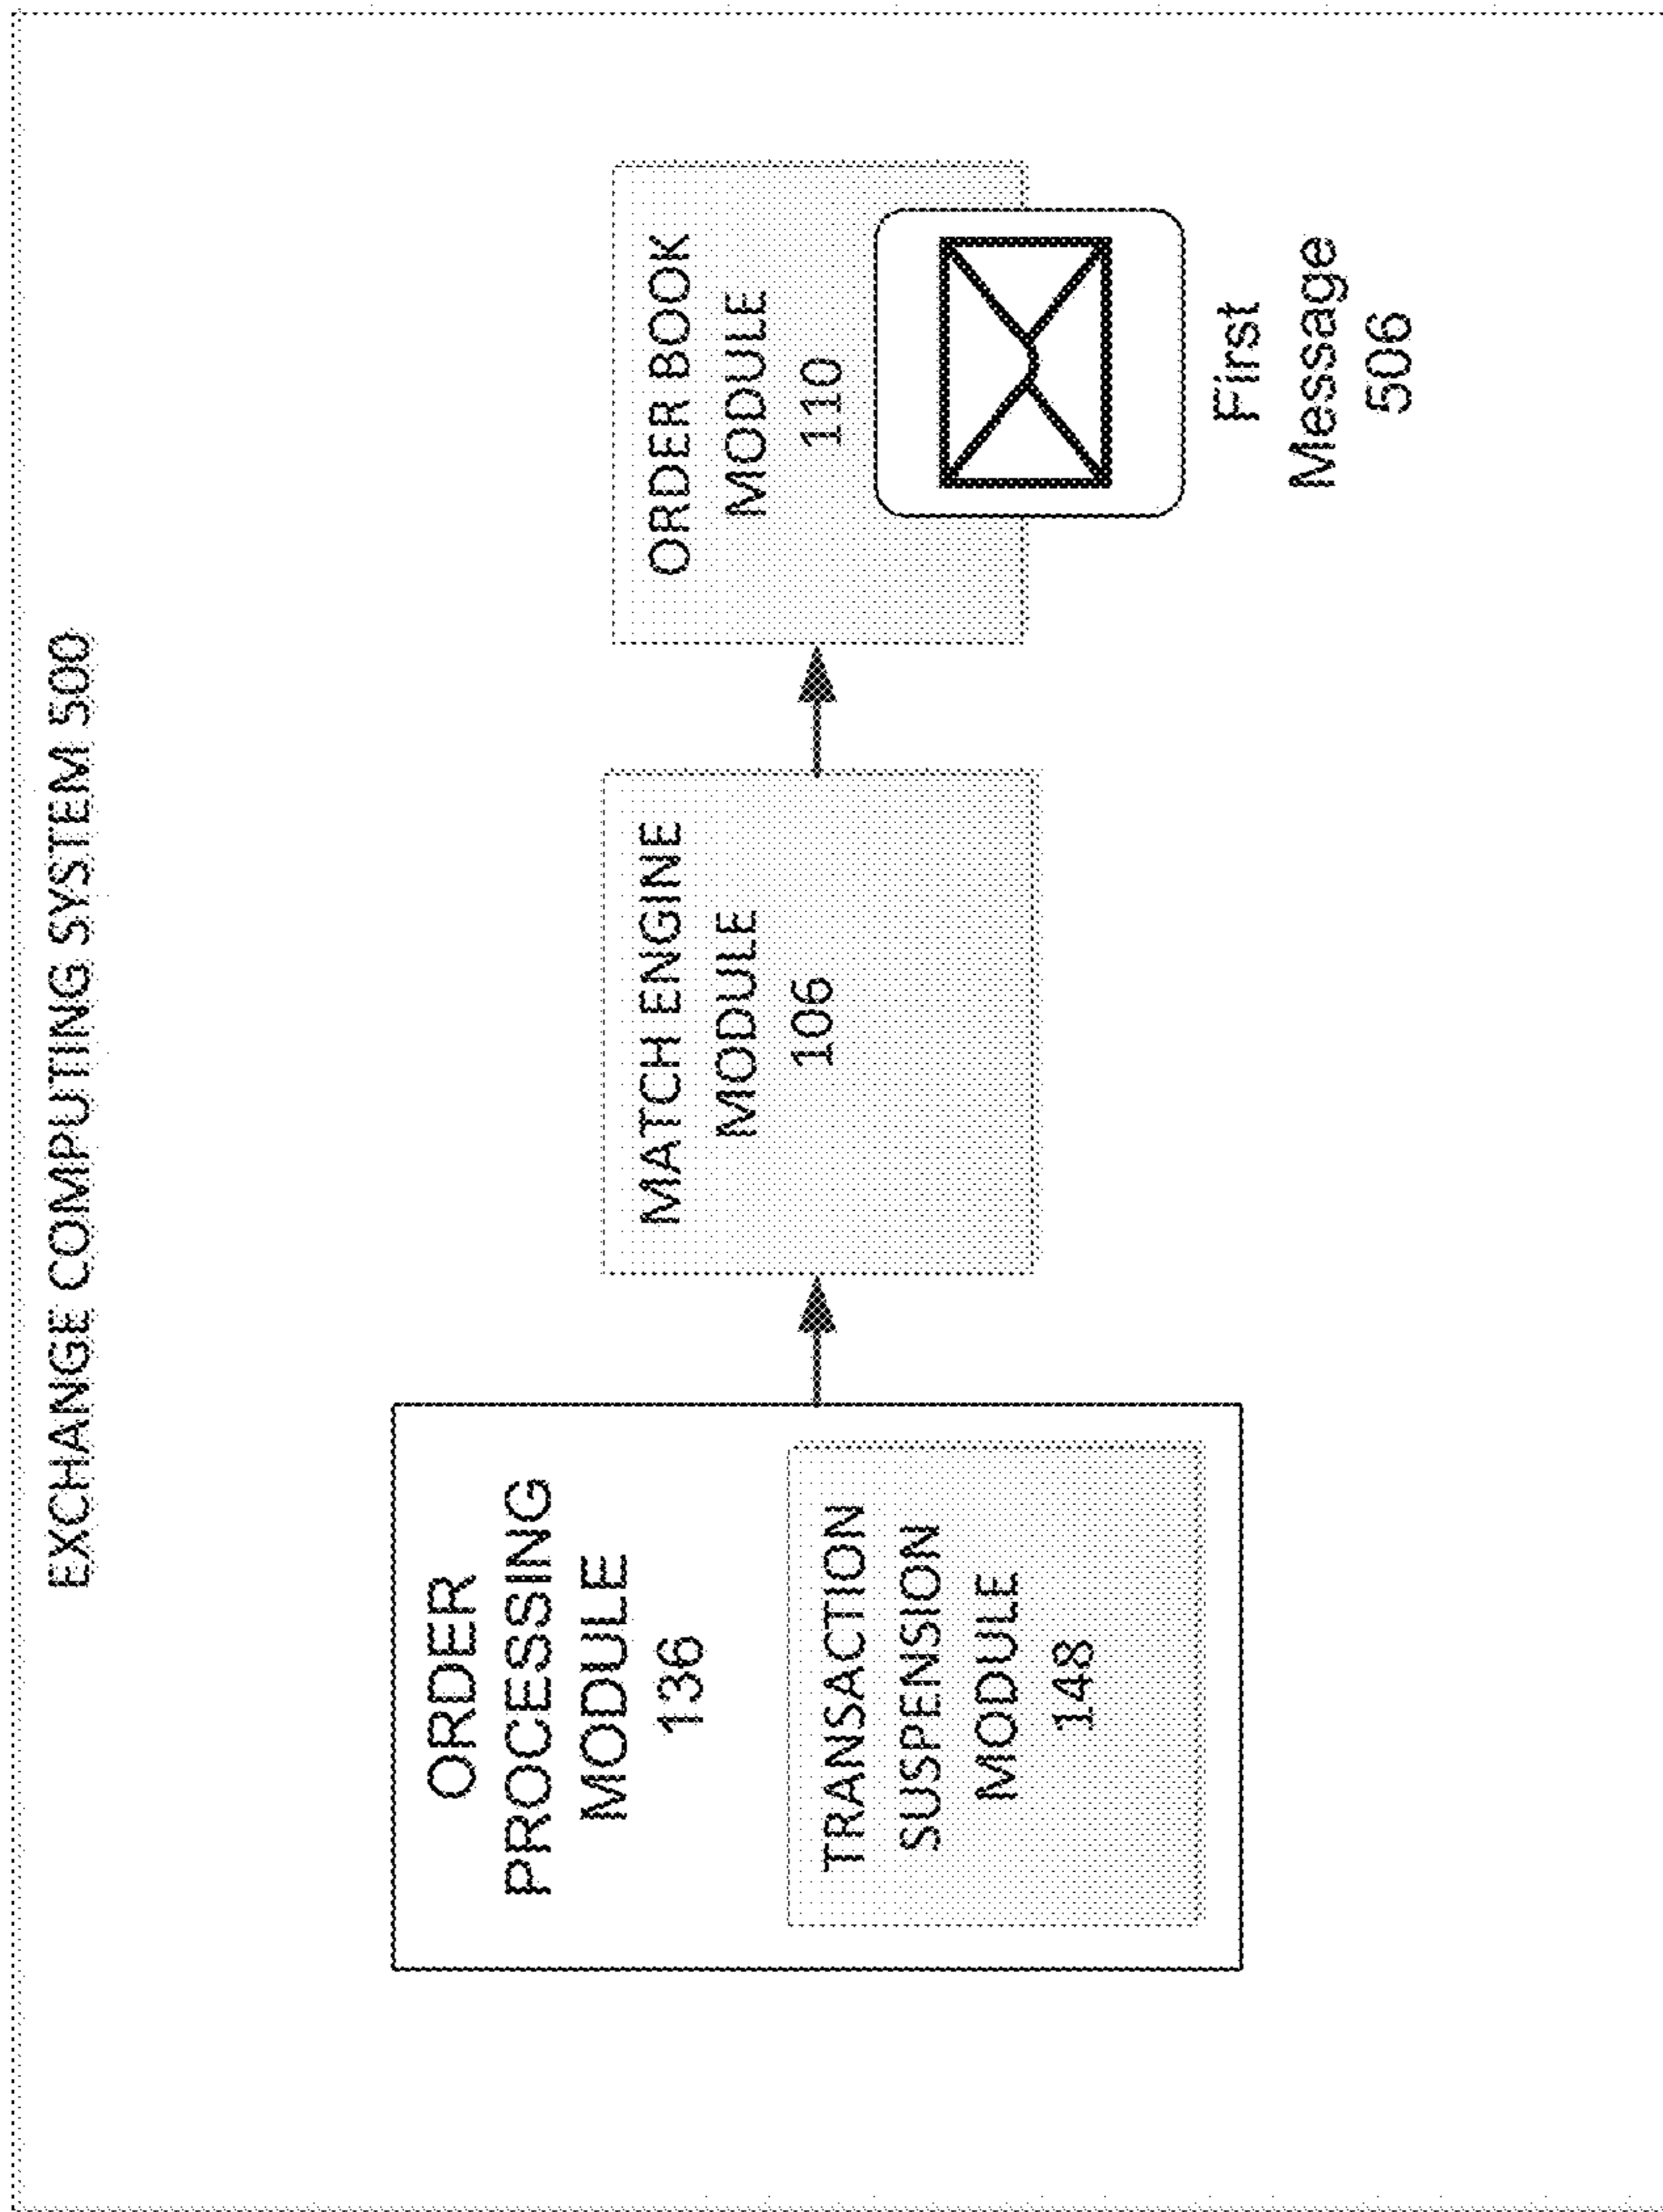 EXCHANGE COMPUTING SYSTEM 500
ORDER
PROCESSING
MODULE
136
TRANSACTION
SUSPENSION
MODULE
148
MATCH ENGINE
MODULE
106
ORDER BOOK
MODULE
110
First
Message
506